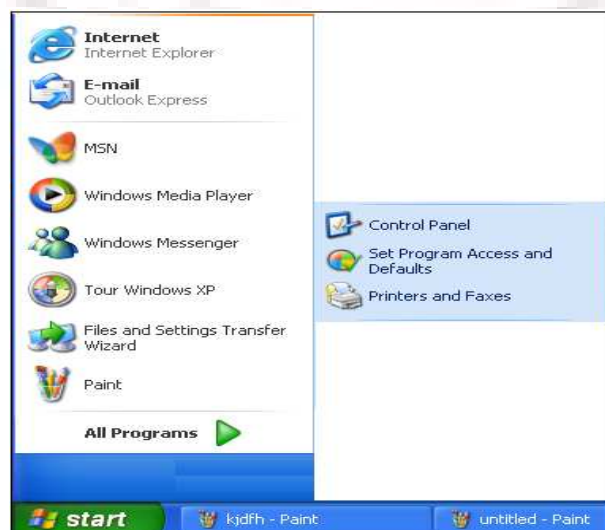 Internet
Internet Explorer
E-mail
Outlook Express
MSN
Windows Media Player
Windows Messenger
Tour Windows XP
Files and Settings Transfer
Wizard
Paint
All Programs
Control Panel
Set Program Access and
Defaults
Printers and Faxes
start
kjdfh - Paint
untitled - Paint